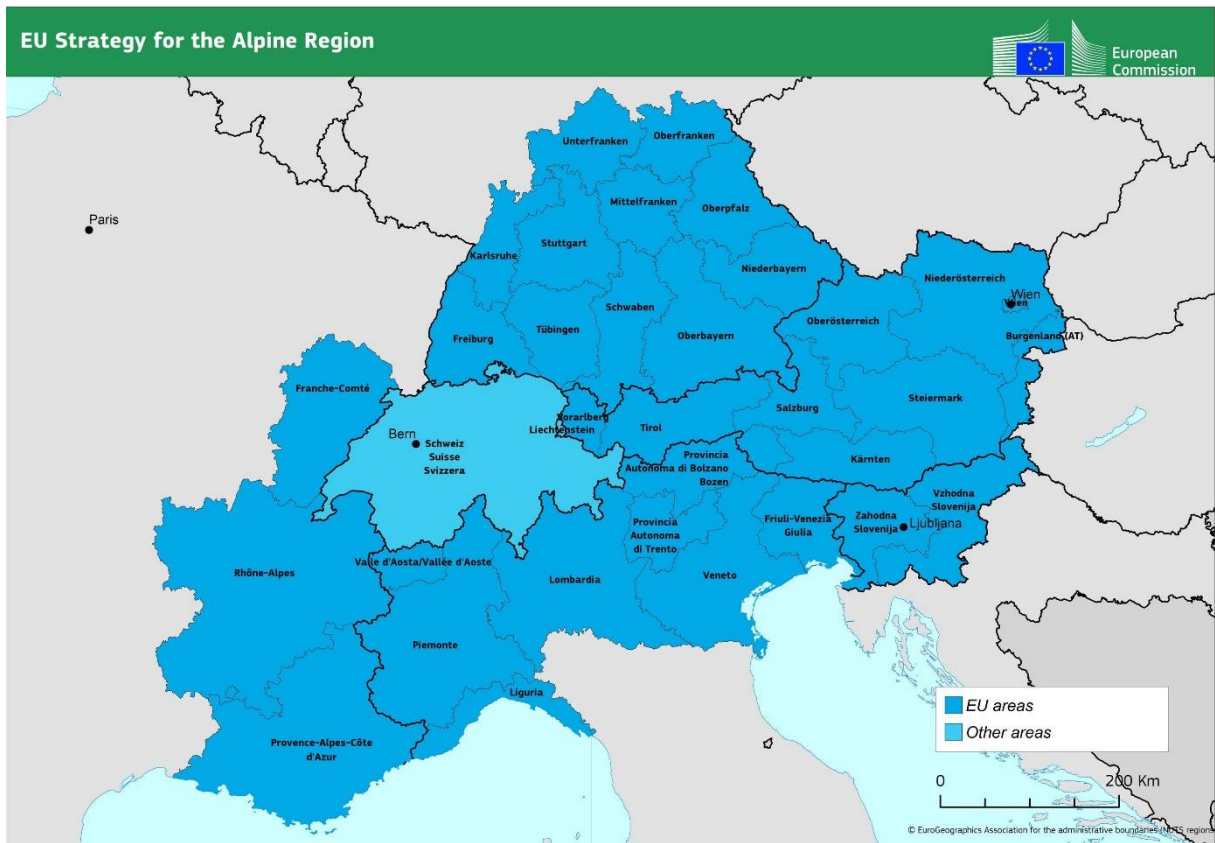 EU Strategy for the Alpine Region
European
Commission
Paris
Unterfranken
Oberfranken
Mittelfranken
Oberpfalz
Stuttgart
Karlsruhe
Niederbayern
Niederösterreich
Wien
Wien
Schwaben
Oberösterreich
Tübingen
Freiburg
Oberbayern
Burgenland (AT)
Franche-Comté
Steiermark
Salzburg
Vorarlberg
Liechtenstein
Tirol
Bern
Schweiz
Suisse
Svizzera
Kärnten
Provincia
Autonoma di Bolzano
Bozen
Vzhodna
Slovenija
Zahodna
Slovenija
Ljubljana
Friuli-Venezia
Giulia
Provincia
Autonoma
di Trento
Valle d'Aosta/Vallée d'Aoste
Rhône-Alpes
Lombardia
Veneto
Piemonte
Liguria
Provence-Alpes-Côte
d'Azur
EU areas
Other areas
0 200 Km
© EuroGeographics Association for the administrative boundaries (NUTS regions